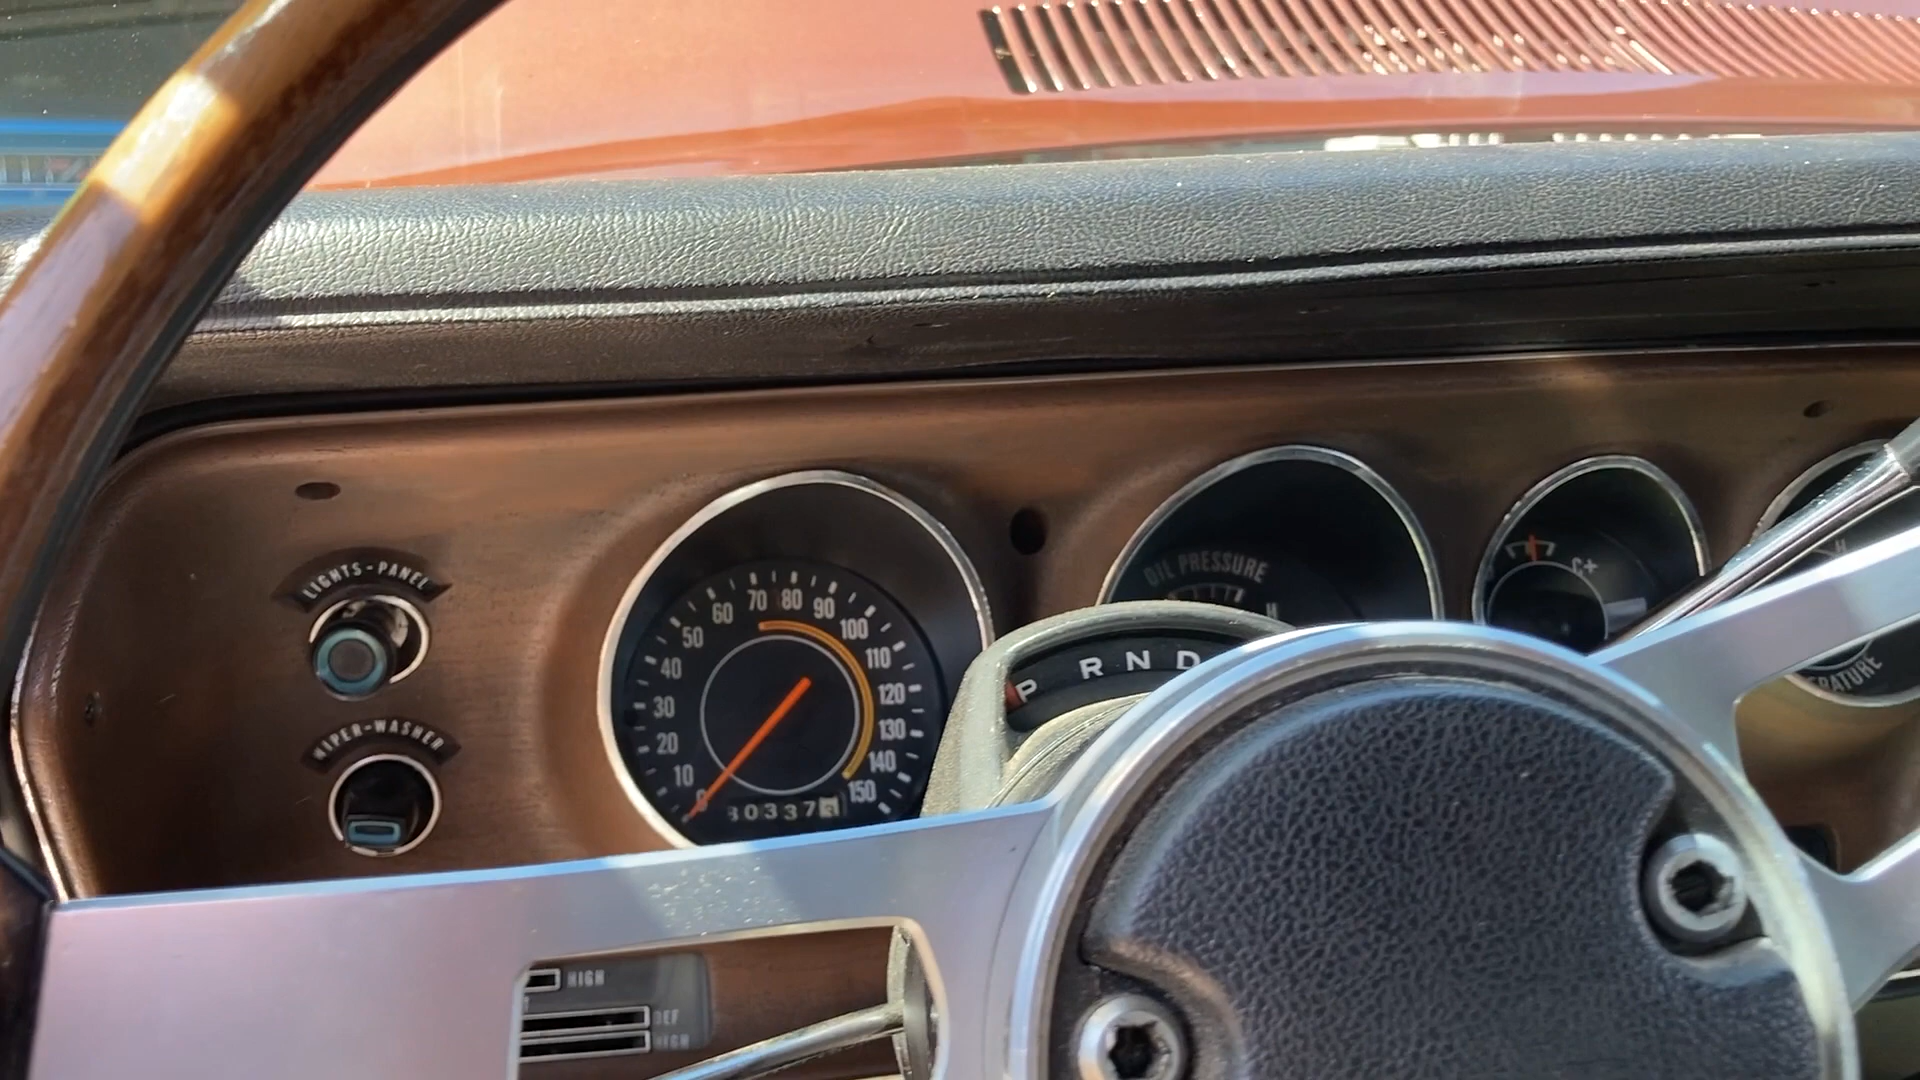 LIGHTS-PANEL
WIPER-WASHER
0 10 20 30 40 50 60 70 80 90 100 110 120 130 140 150
803373
OIL PRESSURE
H
P R N D
C+
H
HIGH
DEF
HIGH